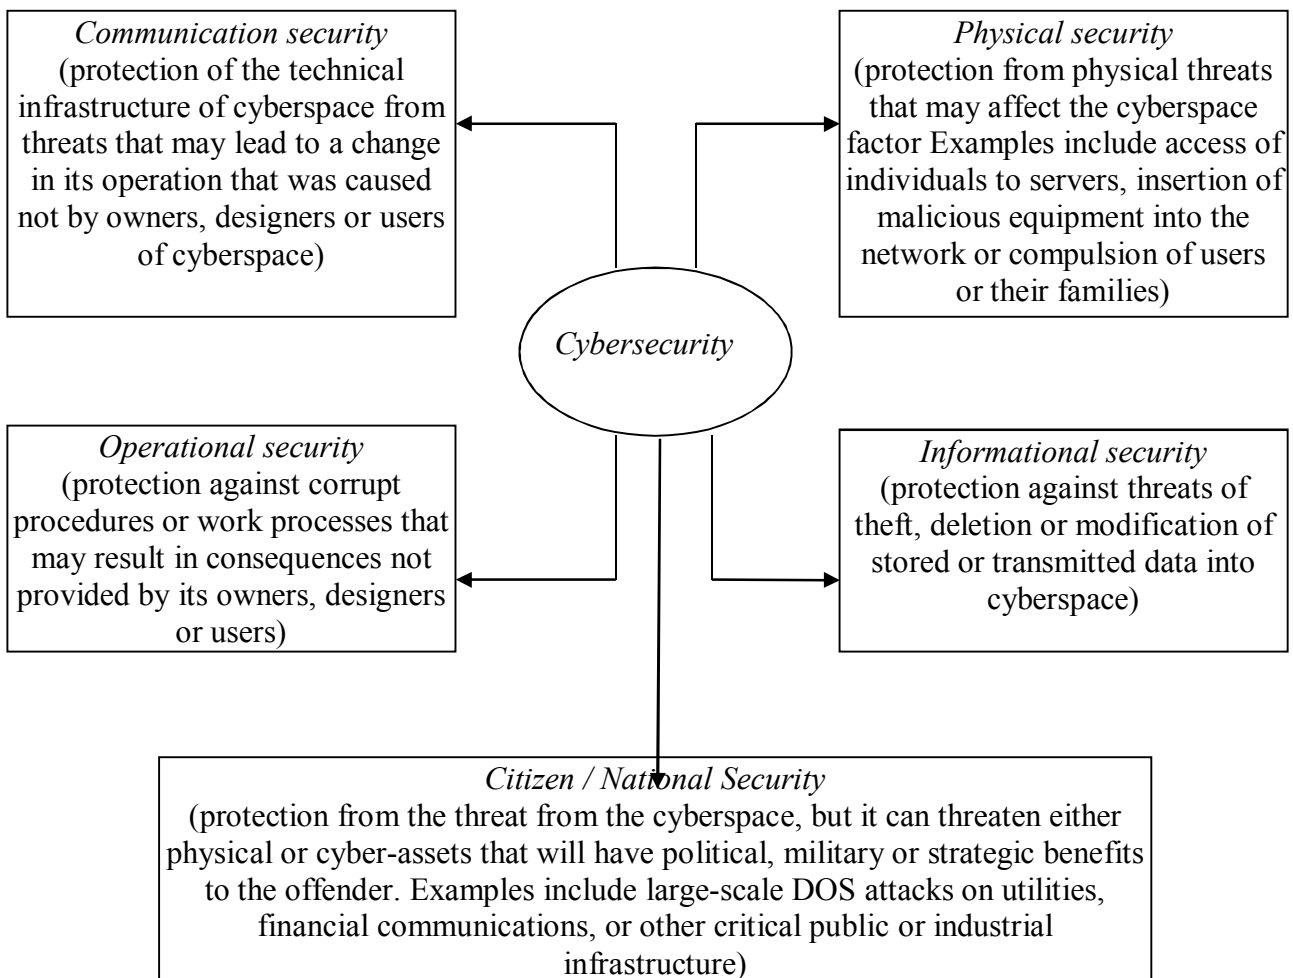 Communication security
(protection of the technical
infrastructure of cyberspace from
threats that may lead to a change
in its operation that was caused
not by owners, designers or users
of cyberspace)
Physical security
(protection from physical threats
that may affect the cyberspace
factor Examples include access of
individuals to servers, insertion of
malicious equipment into the
network or compulsion of users
or their families)
Cybersecurity
Operational security
(protection against corrupt
procedures or work processes that
may result in consequences not
provided by its owners, designers
or users)
Informational security
(protection against threats of
theft, deletion or modification of
stored or transmitted data into
cyberspace)
Citizen / National Security
(protection from the threat from the cyberspace, but it can threaten either
physical or cyber-assets that will have political, military or strategic benefits
to the offender. Examples include large-scale DOS attacks on utilities,
financial communications, or other critical public or industrial
infrastructure)